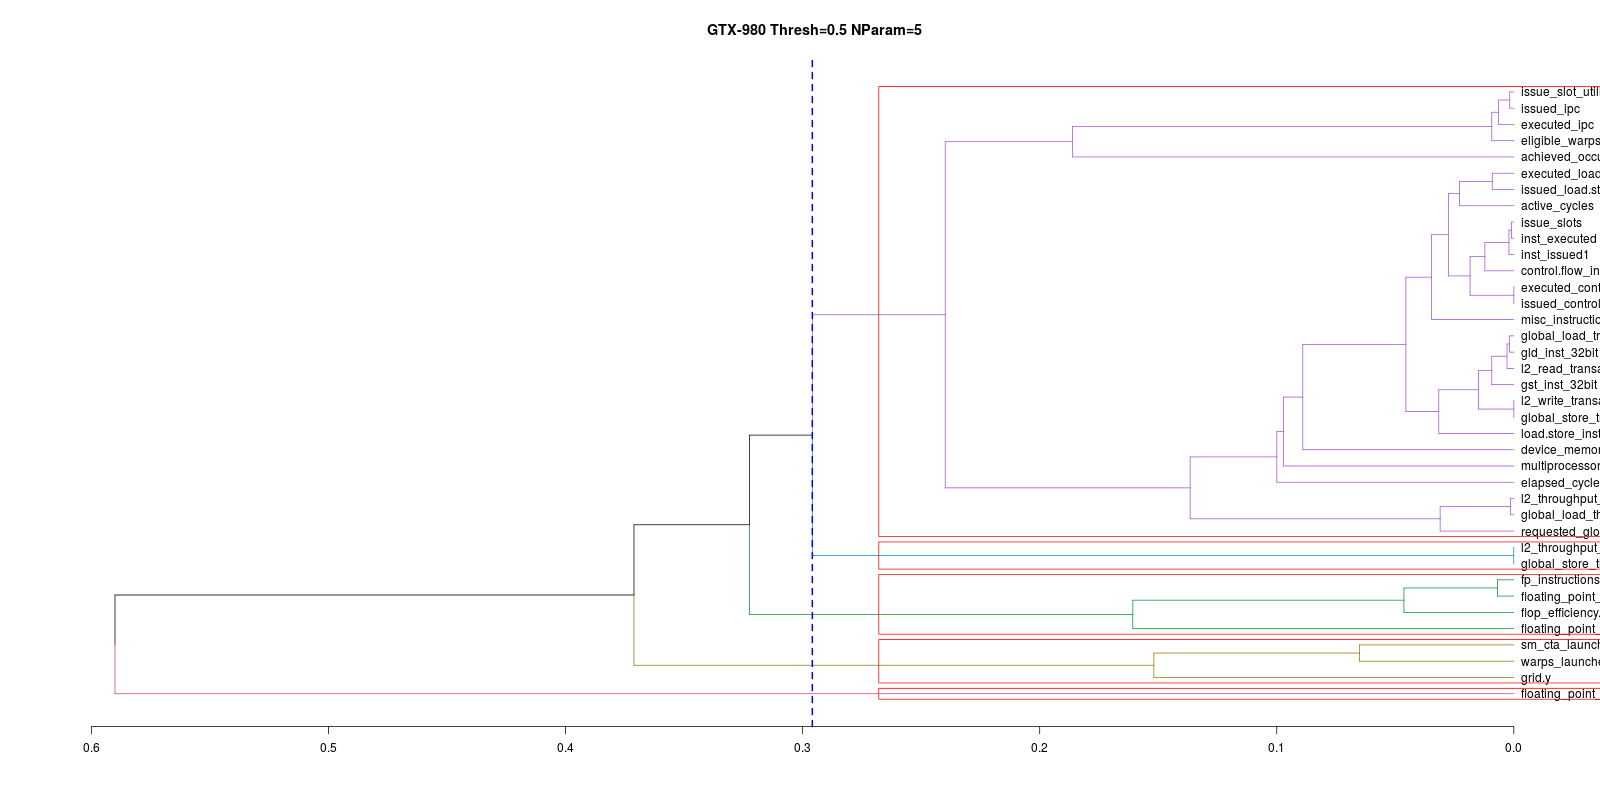 GTX-980 Thresh=0.5 NParam=5
issue_slot_util
issued_ipc
executed_ipc
eligible_warps
achieved_occu
executed_load
issued_load.st
active_cycles
issue_slots
inst_executed
inst_issued1
control.flow_in
executed_cont
issued_control
misc_instructio
global_load_tr
gld_inst_32bit
l2_read_transa
gst_inst_32bit
l2_write_transa
global_store_t
load.store_inst
device_memor
multiprocessor
elapsed_cycle
l2_throughput_
global_load_th
requested_glo
l2_throughput_
global_store_t
fp_instructions
floating_point_
flop_efficiency.
floating_point_
sm_cta_launch
warps_launche
grid.y
floating_point_
0.6 0.5 0.4 0.3 0.2 0.1 0.0